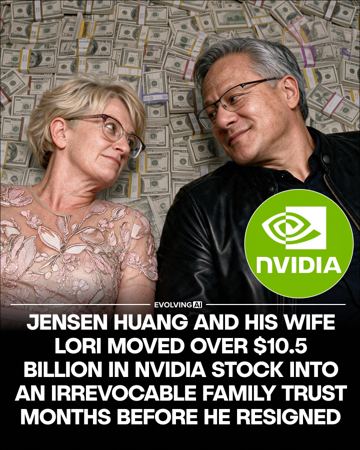 NVIDIA
EVOLVING AI
JENSEN HUANG AND HIS WIFE
LORI MOVED OVER $10.5
BILLION IN NVIDIA STOCK INTO
AN IRREVOCABLE FAMILY TRUST
MONTHS BEFORE HE RESIGNED